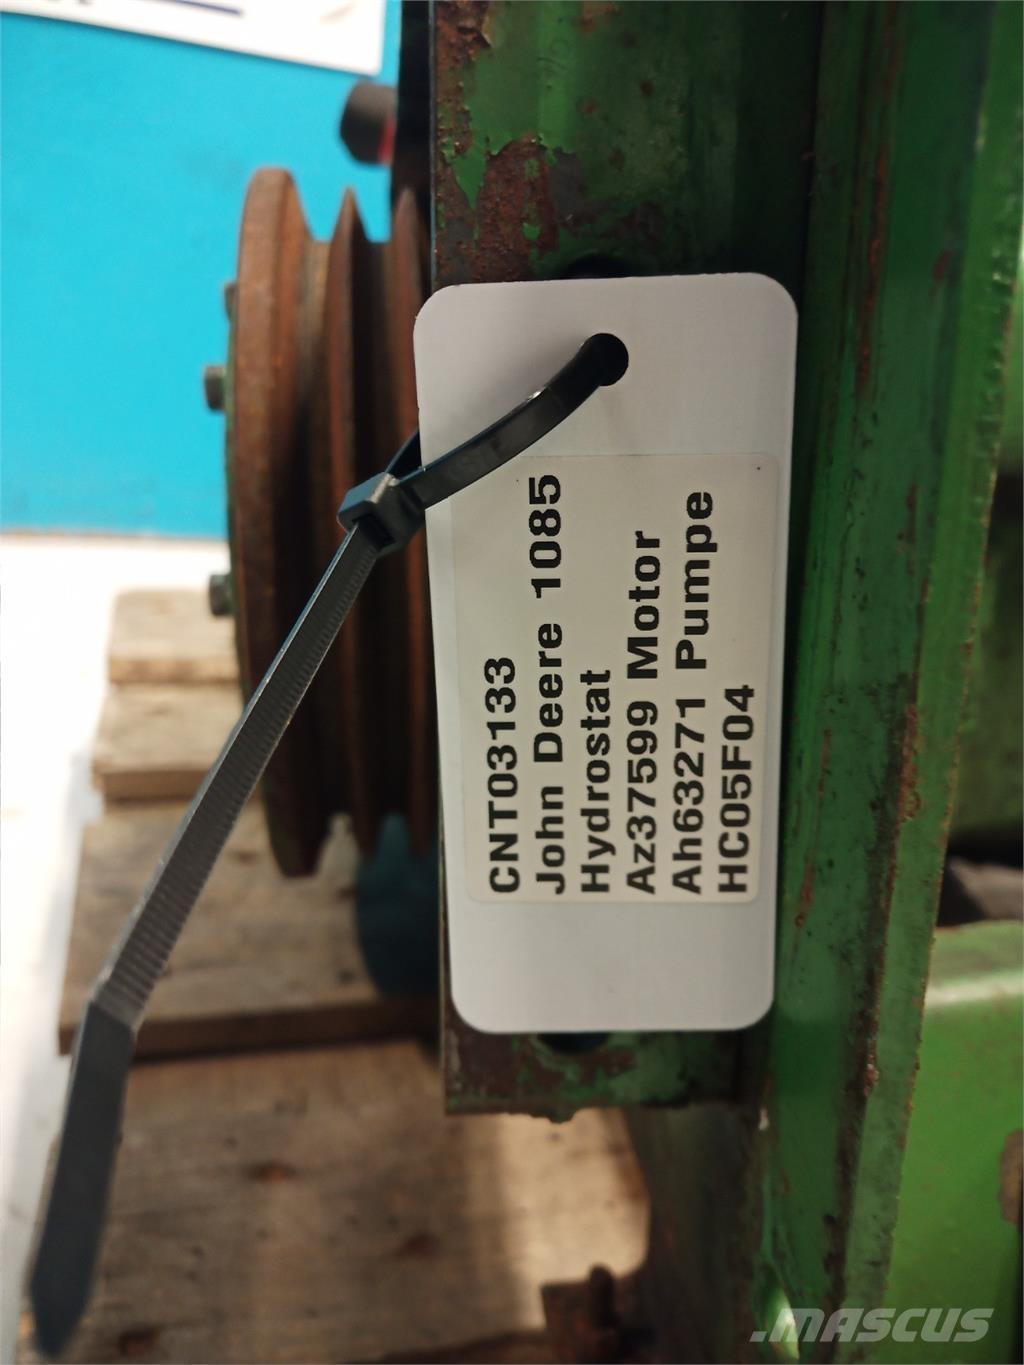 CNT03133
John Deere 1085
Hydrostat
Az37599 Motor
Ah63271 Pumpe
HC05F04
.MASCUS